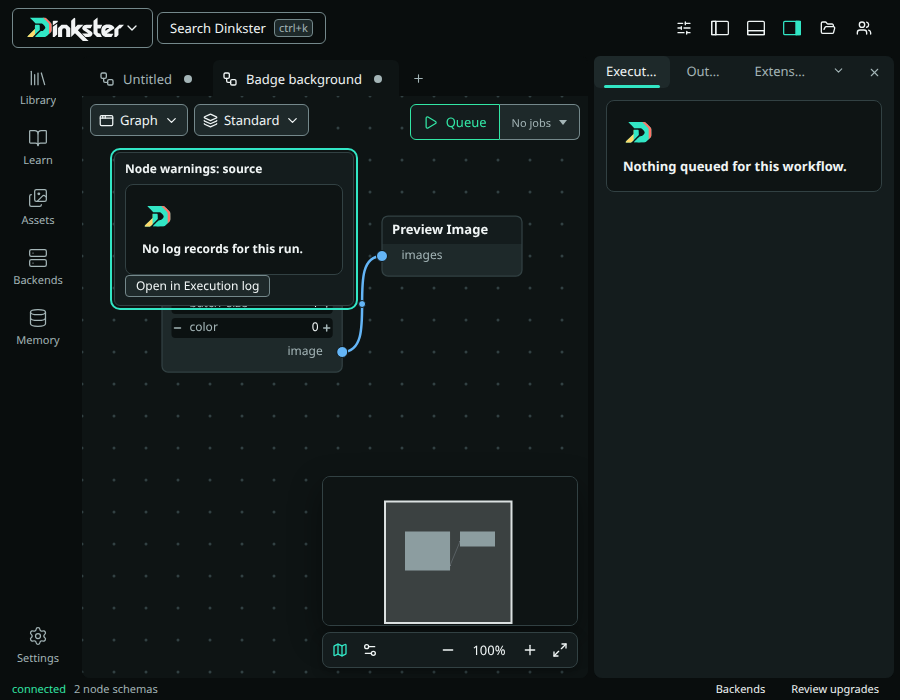 Dinkster
Search Dinkster ctrl+k
Library
Learn
Assets
Backends
Memory
Settings
Untitled
Badge background
Graph
Standard
Queue
No jobs
Node warnings: source
No log records for this run.
Open in Execution log
color 0
image
Preview Image
images
100%
Execut...
Out...
Extens...
Nothing queued for this workflow.
connected 2 node schemas
Backends
Review upgrades